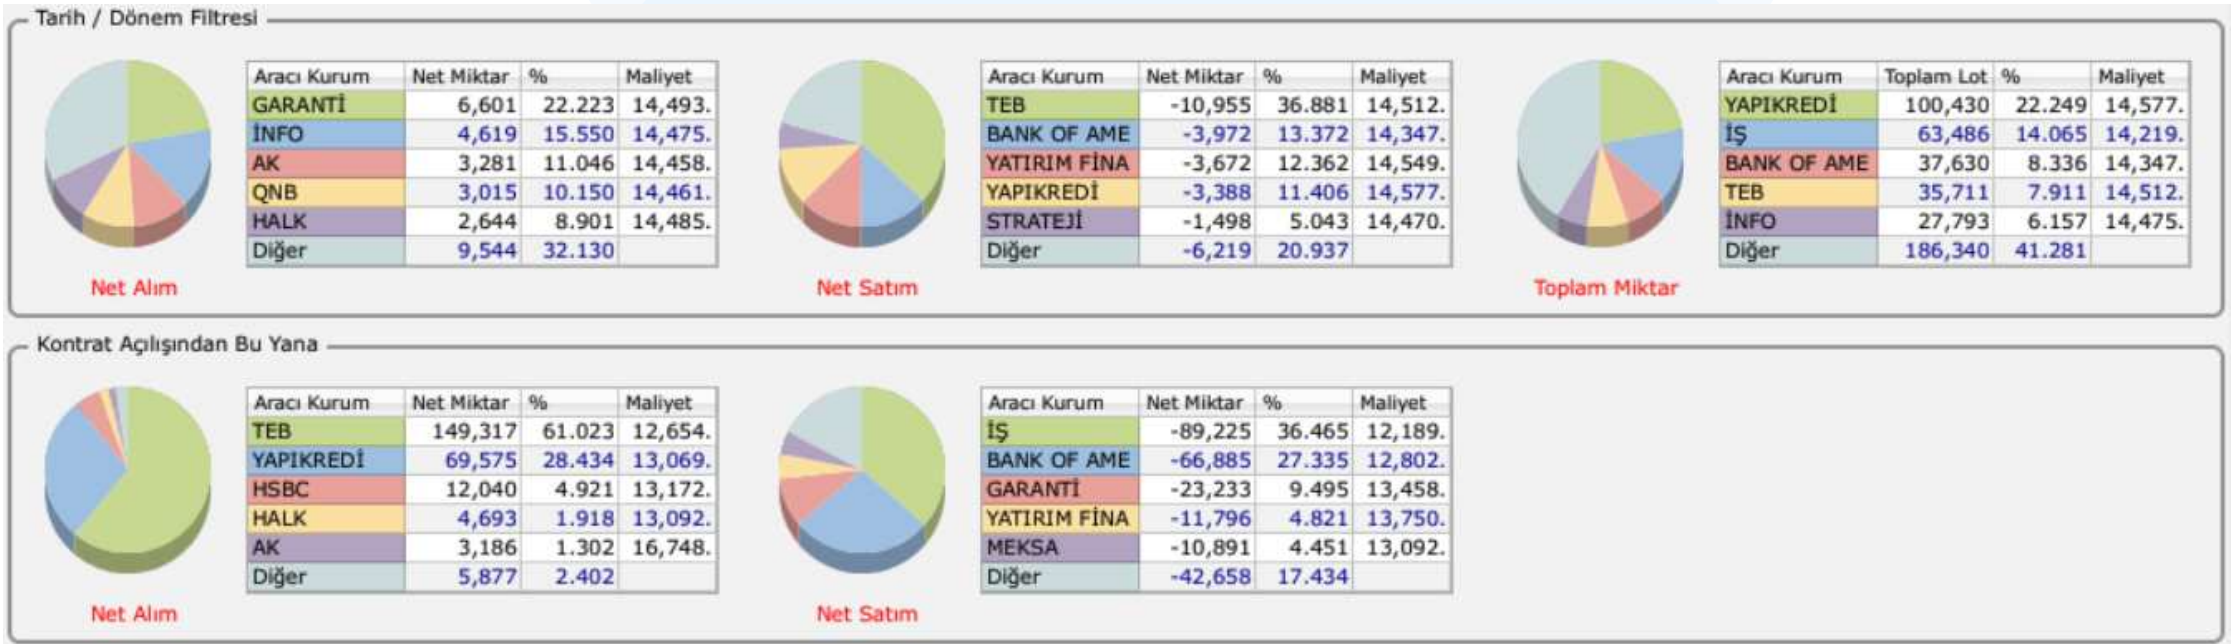 Tarih / Dönem Filtresi
Aracı Kurum Net Miktar % Maliyet
GARANTİ 6,601 22.223 14,493.
İNFO 4,619 15.550 14,475.
AK 3,281 11.046 14,458.
QNB 3,015 10.150 14,461.
HALK 2,644 8.901 14,485.
Diğer 9,544 32.130
Net Alım
Aracı Kurum Net Miktar % Maliyet
TEB -10,955 36.881 14,512.
BANK OF AME -3,972 13.372 14,347.
YATIRIM FİNA -3,672 12.362 14,549.
YAPIKREDİ -3,388 11.406 14,577.
STRATEJİ -1,498 5.043 14,470.
Diğer -6,219 20.937
Net Satım
Aracı Kurum Toplam Lot % Maliyet
YAPIKREDİ 100,430 22.249 14,577.
İŞ 63,486 14.065 14,219.
BANK OF AME 37,630 8.336 14,347.
TEB 35,711 7.911 14,512.
İNFO 27,793 6.157 14,475.
Diğer 186,340 41.281
Toplam Miktar
Kontrat Açılışından Bu Yana
Aracı Kurum Net Miktar % Maliyet
TEB 149,317 61.023 12,654.
YAPIKREDİ 69,575 28.434 13,069.
HSBC 12,040 4.921 13,172.
HALK 4,693 1.918 13,092.
AK 3,186 1.302 16,748.
Diğer 5,877 2.402
Net Alım
Aracı Kurum Net Miktar % Maliyet
İŞ -89,225 36.465 12,189.
BANK OF AME -66,885 27.335 12,802.
GARANTİ -23,233 9.495 13,458.
YATIRIM FİNA -11,796 4.821 13,750.
MEKSA -10,891 4.451 13,092.
Diğer -42,658 17.434
Net Satım